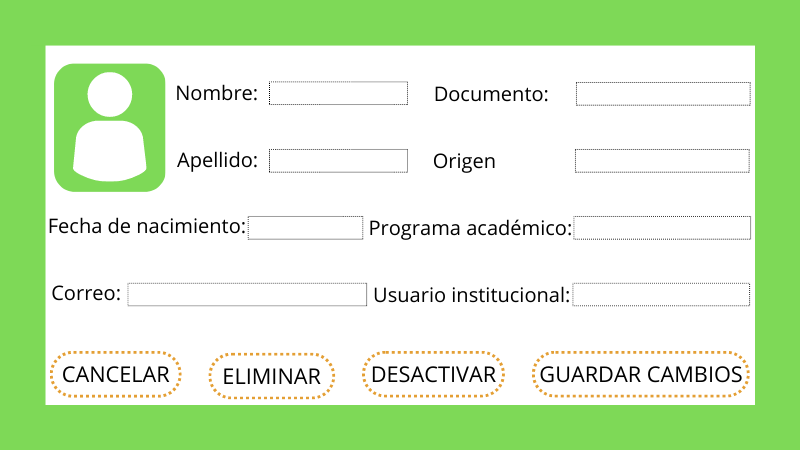 Nombre: Documento:
Apellido: Origen
Fecha de nacimiento: Programa académico:
Correo: Usuario institucional:
CANCELAR ELIMINAR DESACTIVAR GUARDAR CAMBIOS